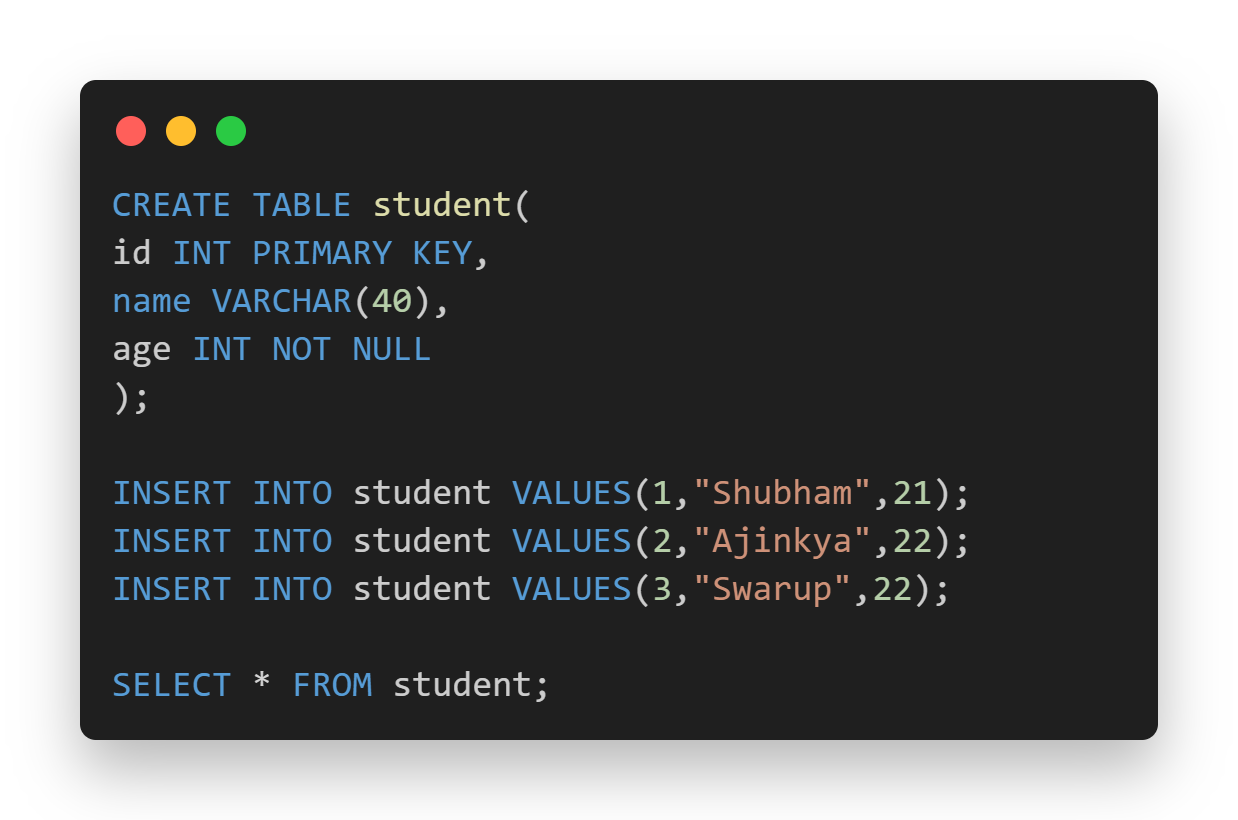 CREATE TABLE student(
id INT PRIMARY KEY,
name VARCHAR(40),
age INT NOT NULL
);
INSERT INTO student VALUES(1,"Shubham",21);
INSERT INTO student VALUES(2,"Ajinkya",22);
INSERT INTO student VALUES(3,"Swarup",22);
SELECT * FROM student;